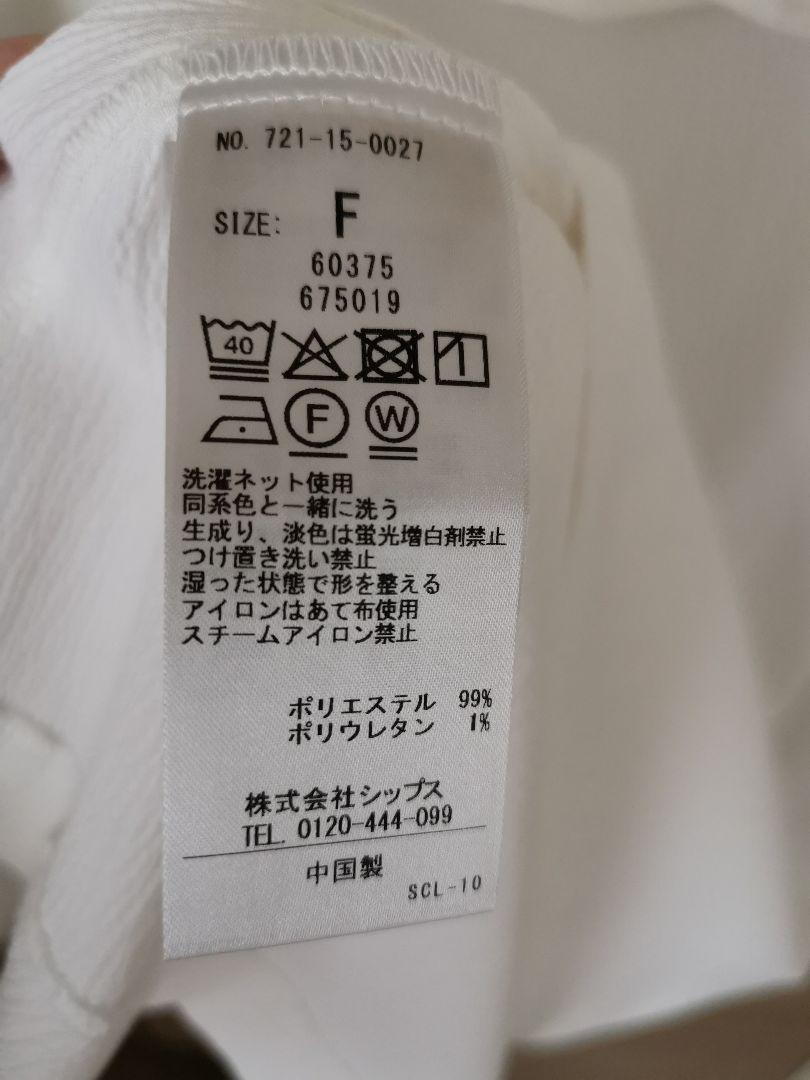 NO. 721-15-0027
SIZE: F
60375
675019
40
F W
洗濯ネット使用
同系色と一緒に洗う
生成り、淡色は蛍光増白剤禁止
つけ置き洗い禁止
湿った状態で形を整える
アイロンはあて布使用
スチームアイロン禁止
ポリエステル 99%
ポリウレタン 1%
株式会社シップス
TEL. 0120-444-099
中国製
SCL-10